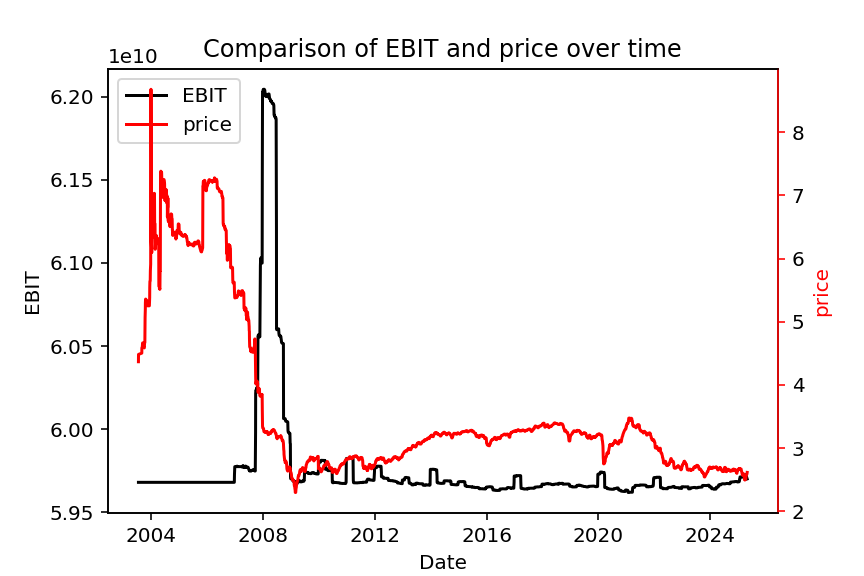 Comparison of EBIT and price over time
1e10
EBIT
price
6.20
6.15
6.10
6.05
6.00
5.95
EBIT
8
7
6
5
4
3
2
price
2004
2008
2012
2016
2020
2024
Date